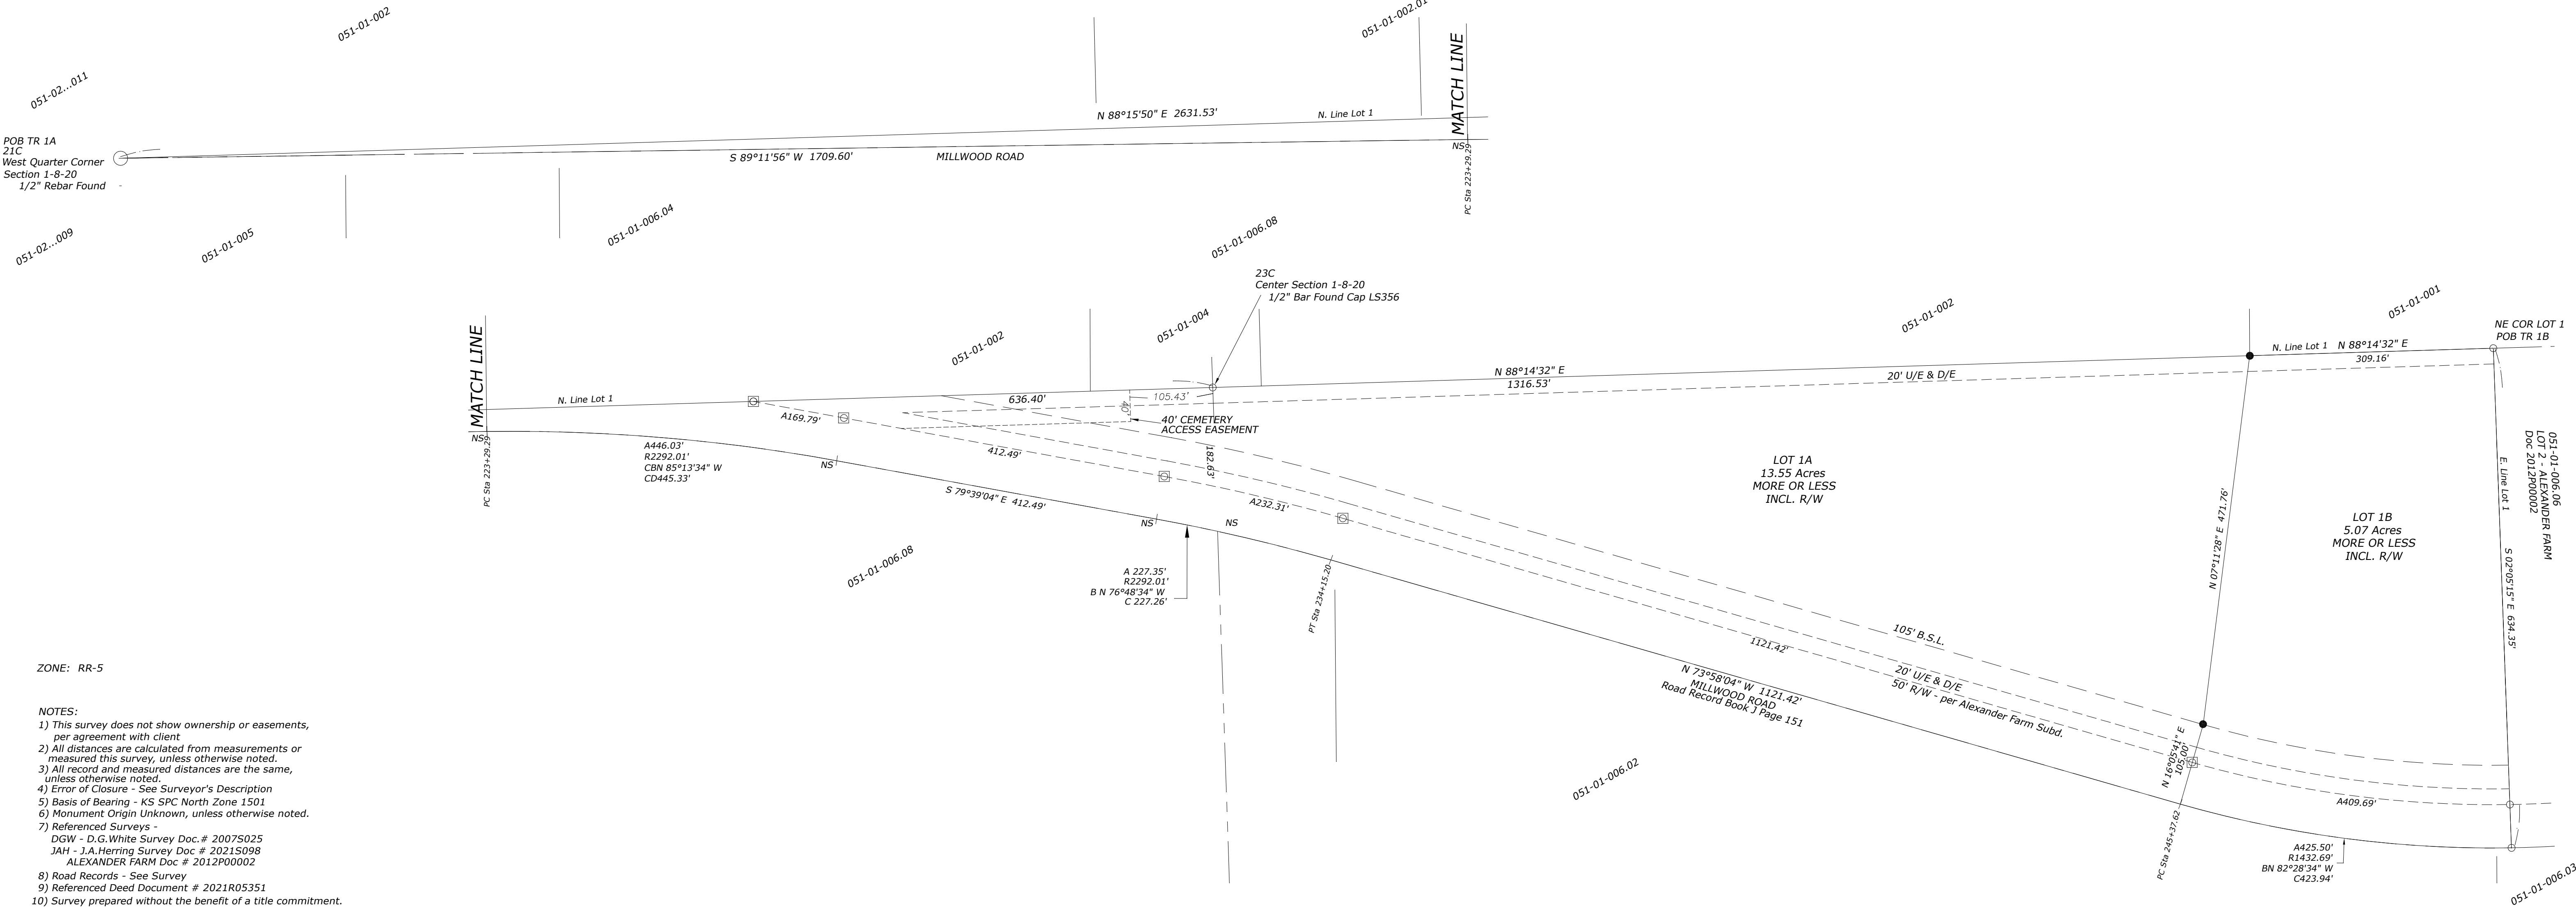 051-01-002
051-01-002.01
051-02...011
MATCH LINE
N 88°15'50" E 2631.53'
N. Line Lot 1
POB TR 1A
21C
West Quarter Corner
Section 1-8-20
1/2" Rebar Found
S 89°11'56" W 1709.60'
MILLWOOD ROAD
NS
PC Sta 223+29.29
051-02...009
051-01-005
051-01-006.04
051-01-006.08
23C
Center Section 1-8-20
1/2" Bar Found Cap LS356
MATCH LINE
051-01-002
051-01-004
051-01-002
051-01-001
NE COR LOT 1
POB TR 1B
N. Line Lot 1
N 88°14'32" E
309.16'
N 88°14'32" E
1316.53'
20' U/E & D/E
N. Line Lot 1
636.40'
105.43'
40'
40' CEMETERY
ACCESS EASEMENT
A169.79'
NS
PC Sta 223+29.29
A446.03'
R2292.01'
CBN 85°13'34" W
CD445.33'
NS
412.49'
182.63'
S 79°39'04" E 412.49'
A232.31'
NS
NS
LOT 1A
13.55 Acres
MORE OR LESS
INCL. R/W
N 07°11'28" E 471.76'
LOT 1B
5.07 Acres
MORE OR LESS
INCL. R/W
E. Line Lot 1
S 02°05'15" E 634.35'
051-01-006.06
LOT 2 - ALEXANDER FARM
Doc 2012P00002
051-01-006.08
A 227.35'
R2292.01'
B N 76°48'34" W
C 227.26'
PT Sta 234+15.20
105' B.S.L.
1121.42'
20' U/E & D/E
50' R/W - per Alexander Farm Subd.
N 73°58'04" W 1121.42'
MILLWOOD ROAD
Road Record Book J Page 151
051-01-006.02
N 16°05'41" E
105.00'
PC Sta 245+37.62
A409.69'
A425.50'
R1432.69'
BN 82°28'34" W
C423.94'
051-01-006.03
ZONE: RR-5
NOTES:
1) This survey does not show ownership or easements,
per agreement with client
2) All distances are calculated from measurements or
measured this survey, unless otherwise noted.
3) All record and measured distances are the same,
unless otherwise noted.
4) Error of Closure - See Surveyor's Description
5) Basis of Bearing - KS SPC North Zone 1501
6) Monument Origin Unknown, unless otherwise noted.
7) Referenced Surveys -
DGW - D.G.White Survey Doc.# 2007S025
JAH - J.A.Herring Survey Doc # 2021S098
ALEXANDER FARM Doc # 2012P00002
8) Road Records - See Survey
9) Referenced Deed Document # 2021R05351
10) Survey prepared without the benefit of a title commitment.